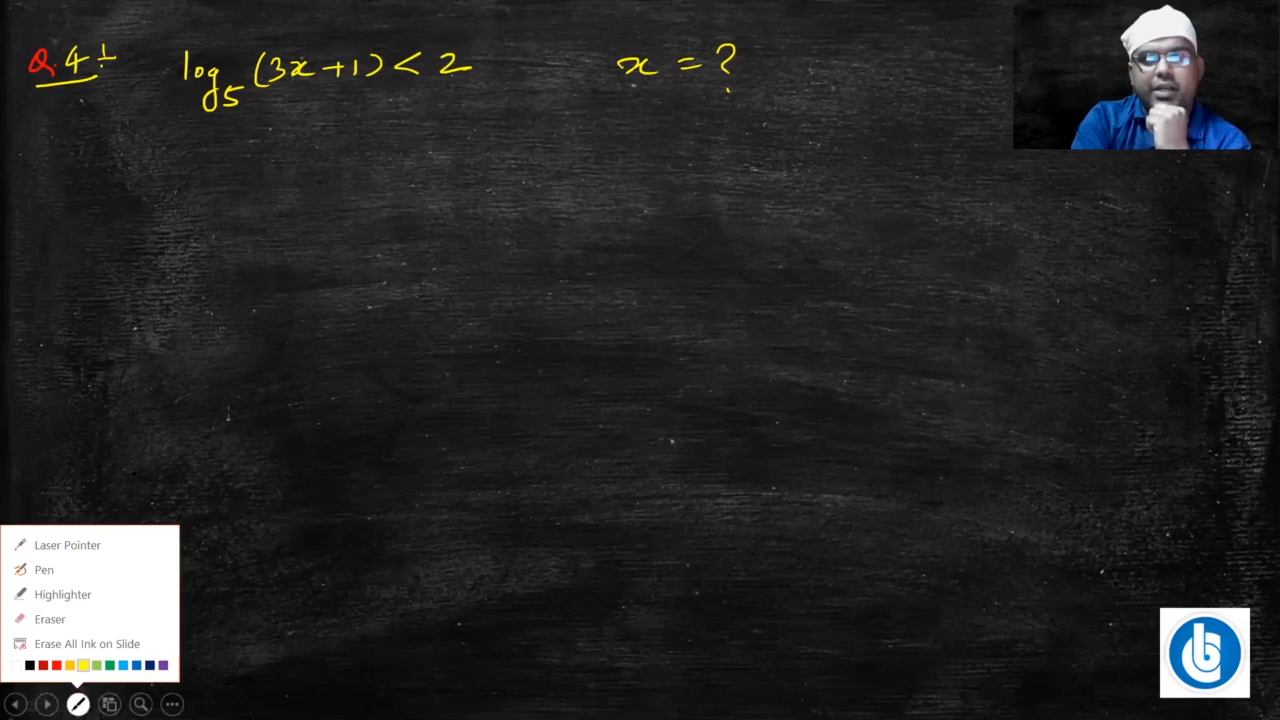 Q.4:- log₅ (3x+1) < 2 x = ?
Laser Pointer
Pen
Highlighter
Eraser
Erase All Ink on Slide
b